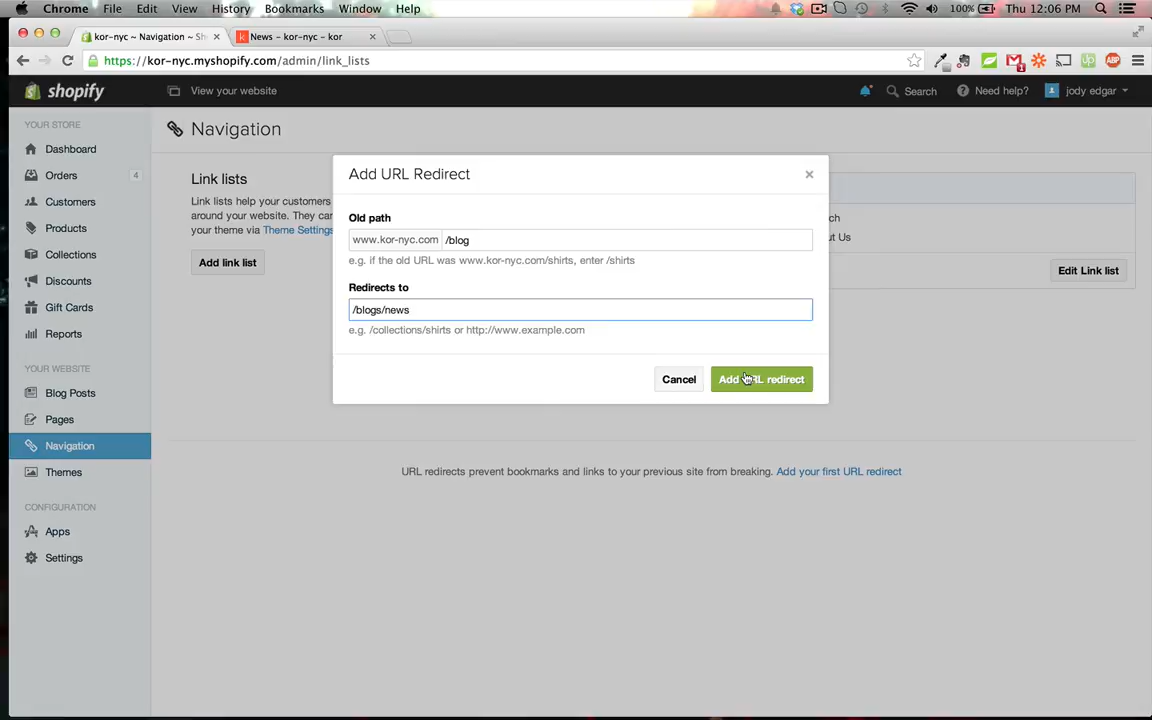 Chrome File Edit View History Bookmarks Window Help 100% Thu 12:06 PM
kor-nyc ~ Navigation ~ Sh × News – kor-nyc – kor ×
https://kor-nyc.myshopify.com/admin/link_lists
shopify View your website Search Need help? jody edgar
YOUR STORE
Dashboard
Orders 4
Customers
Products
Collections
Discounts
Gift Cards
Reports
YOUR WEBSITE
Blog Posts
Pages
Navigation
Themes
CONFIGURATION
Apps
Settings
Navigation
Link lists
Link lists help your customers
around your website. They can
your theme via Theme Settings
Add link list
Add URL Redirect ×
Old path
www.kor-nyc.com /blog
e.g. if the old URL was www.kor-nyc.com/shirts, enter /shirts
Redirects to
/blogs/news
e.g. /collections/shirts or http://www.example.com
Cancel Add URL redirect
ch
ut Us
Edit Link list
URL redirects prevent bookmarks and links to your previous site from breaking. Add your first URL redirect